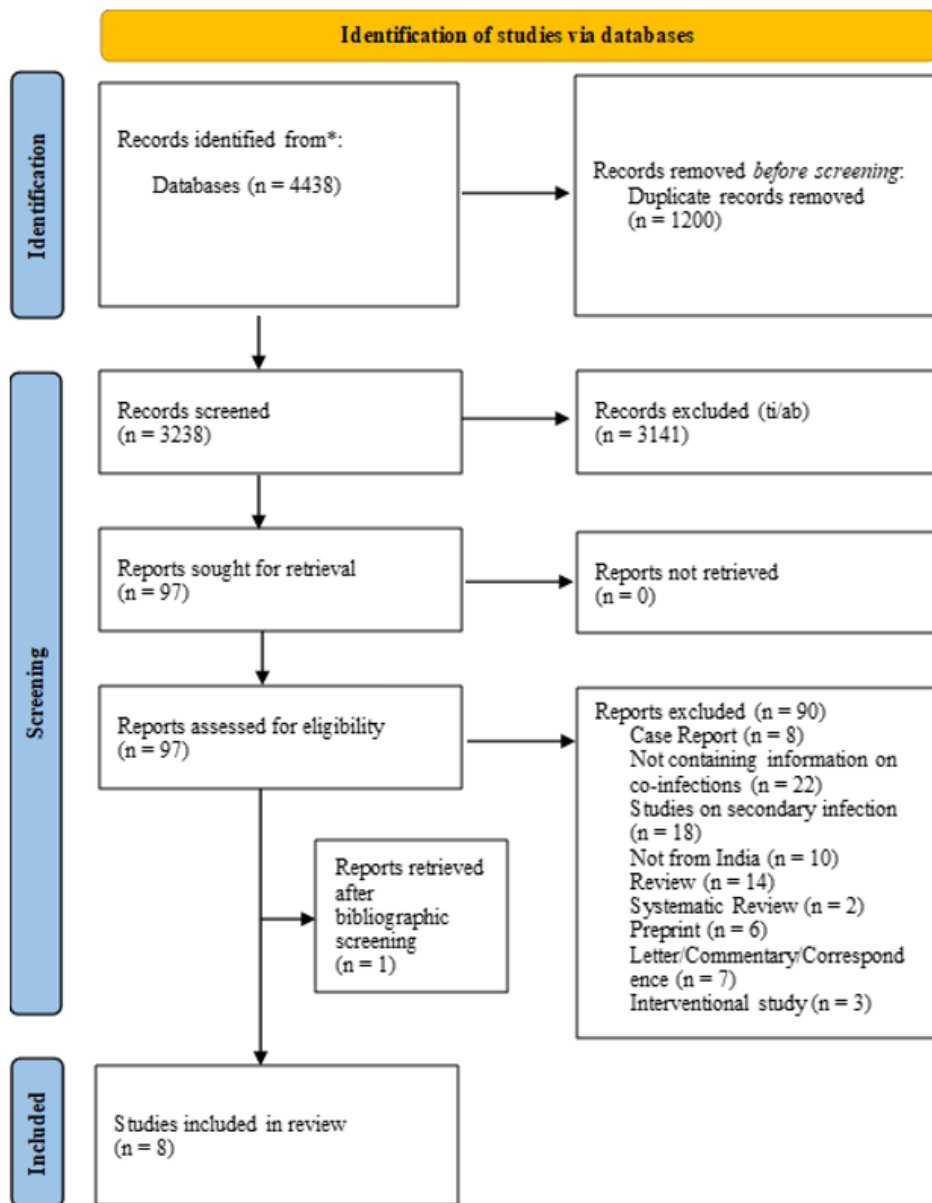 Identification of studies via databases
Identification
Records identified from*:
Databases (n = 4438)
Records removed before screening:
Duplicate records removed
(n = 1200)
Screening
Records screened
(n = 3238)
Records excluded (ti/ab)
(n = 3141)
Reports sought for retrieval
(n = 97)
Reports not retrieved
(n = 0)
Reports assessed for eligibility
(n = 97)
Reports excluded (n = 90)
Case Report (n = 8)
Not containing information on
co-infections (n = 22)
Studies on secondary infection
(n = 18)
Not from India (n = 10)
Review (n = 14)
Systematic Review (n = 2)
Preprint (n = 6)
Letter/Commentary/Correspond
ence (n = 7)
Interventional study (n = 3)
Reports retrieved
after
bibliographic
screening
(n = 1)
Included
Studies included in review
(n = 8)